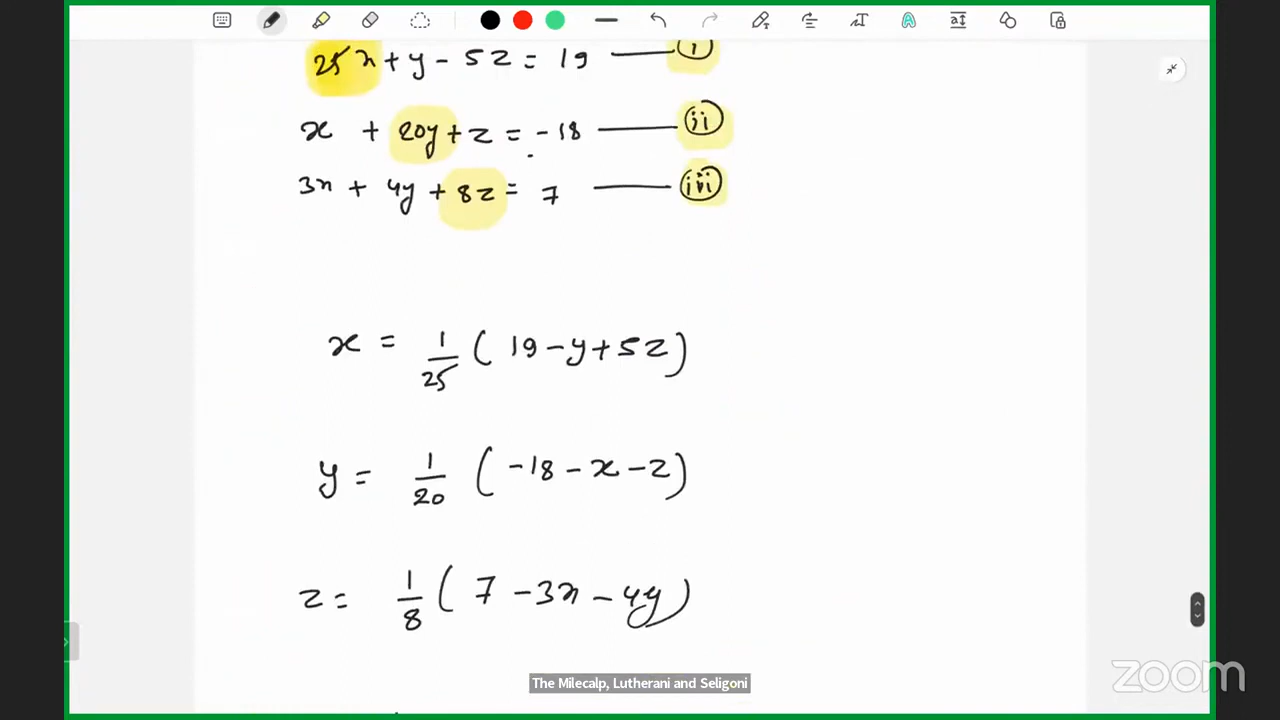 25x + y - 5z = 19 —— (i)
x + 20y + z = -18 —— (ii)
3x + 4y + 8z = 7 —— (iii)
x = 1/25 ( 19 - y + 5z )
y = 1/20 ( -18 - x - z )
z = 1/8 ( 7 - 3x - 4y )
The Milecalp, Lutherani and Seligoni
zoom